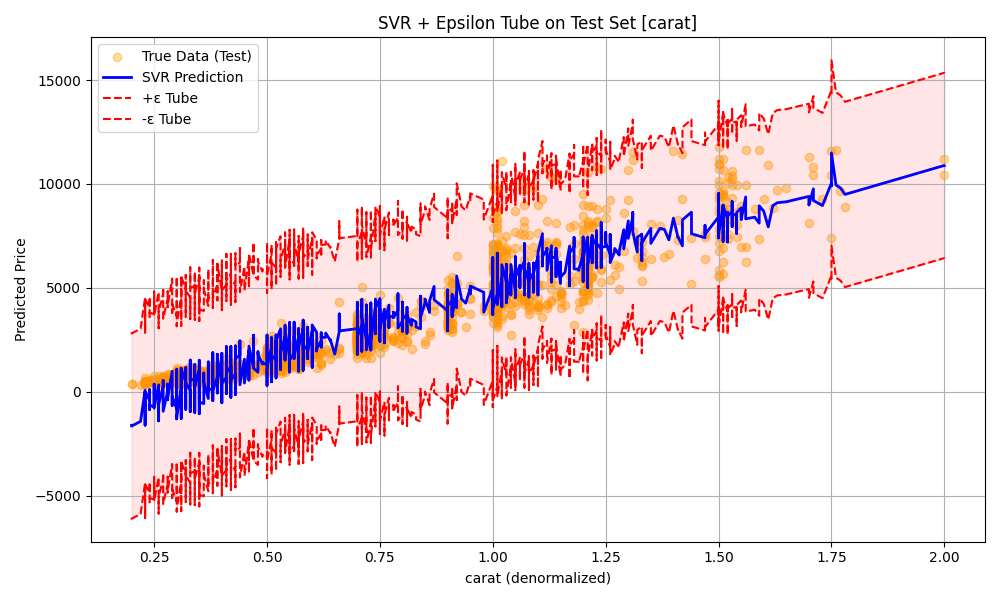 SVR + Epsilon Tube on Test Set [carat]
True Data (Test)
SVR Prediction
+ε Tube
-ε Tube
Predicted Price
15000
10000
5000
0
−5000
0.25 0.50 0.75 1.00 1.25 1.50 1.75 2.00
carat (denormalized)